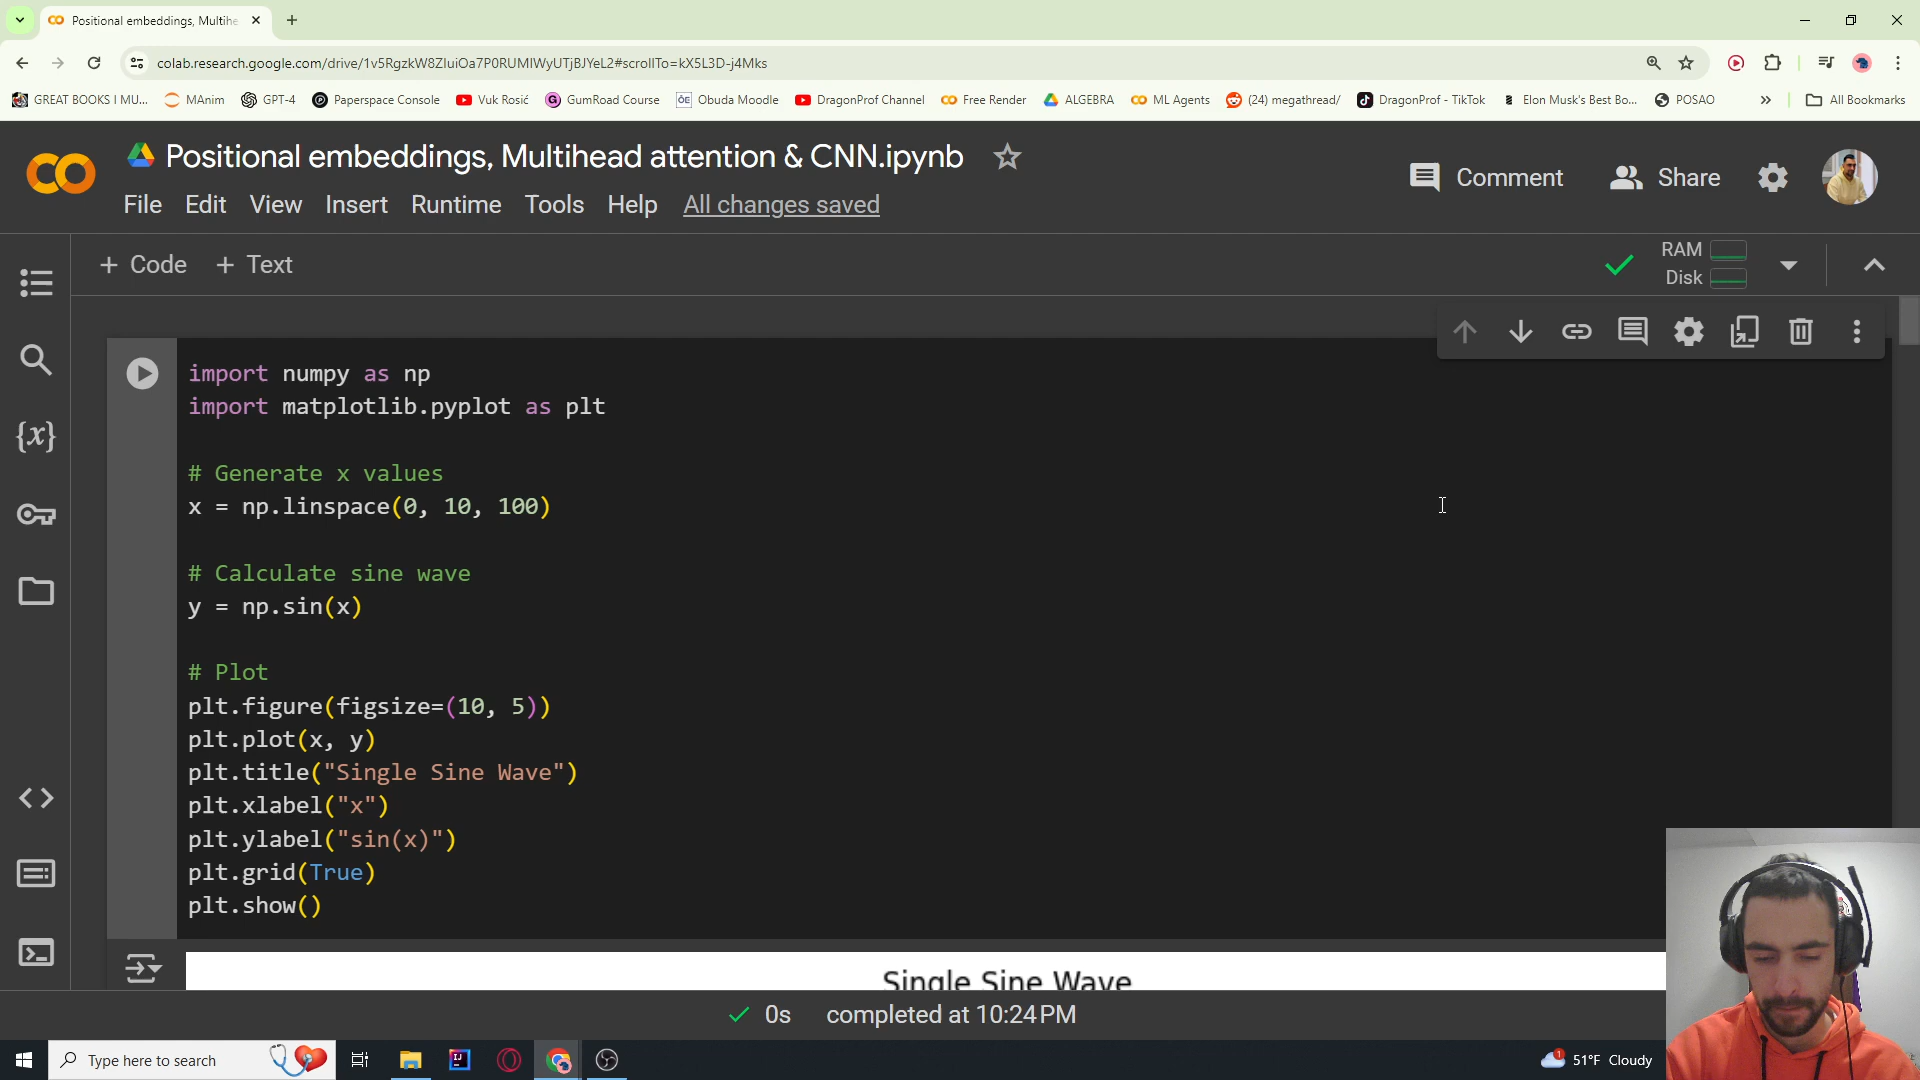 Positional embeddings, Multihe
colab.research.google.com/drive/1v5RgzkW8ZluiOa7P0RUMIWyUTjBJYeL2#scrollTo=kX5L3D-j4Mks
GREAT BOOKS I MU... MAnim GPT-4 Paperspace Console Vuk Rosić GumRoad Course Obuda Moodle DragonProf Channel Free Render ALGEBRA ML Agents (24) megathread/ DragonProf - TikTok Elon Musk's Best Bo... POSAO » All Bookmarks
Positional embeddings, Multihead attention & CNN.ipynb
Comment Share
File Edit View Insert Runtime Tools Help All changes saved
+ Code + Text
RAM
Disk
import numpy as np
import matplotlib.pyplot as plt
# Generate x values
x = np.linspace(0, 10, 100)
# Calculate sine wave
y = np.sin(x)
# Plot
plt.figure(figsize=(10, 5))
plt.plot(x, y)
plt.title("Single Sine Wave")
plt.xlabel("x")
plt.ylabel("sin(x)")
plt.grid(True)
plt.show()
Single Sine Wave
0s completed at 10:24 PM
Type here to search
1 51°F Cloudy